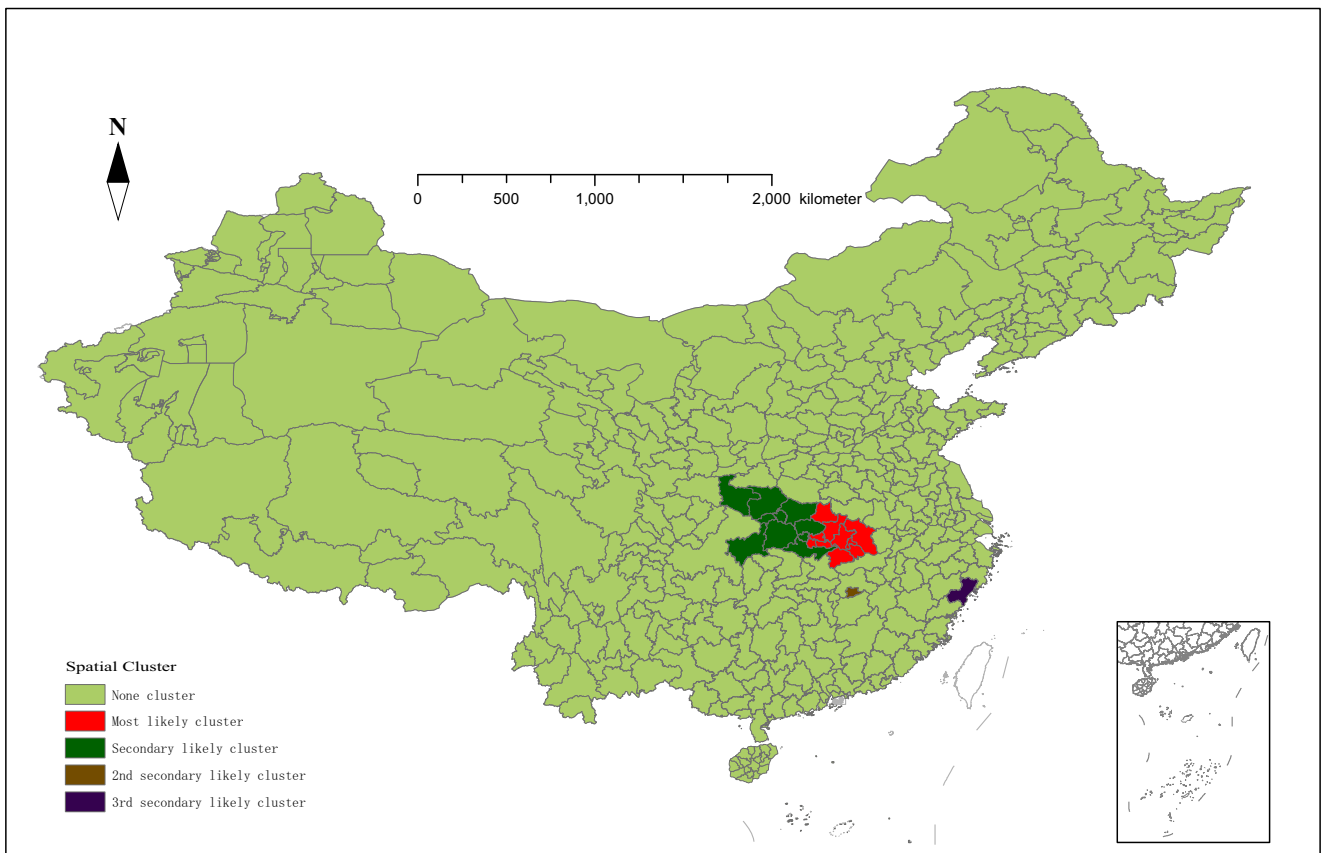 N
0 500 1,000 2,000 kilometer
Spatial Cluster
None cluster
Most likely cluster
Secondary likely cluster
2nd secondary likely cluster
3rd secondary likely cluster